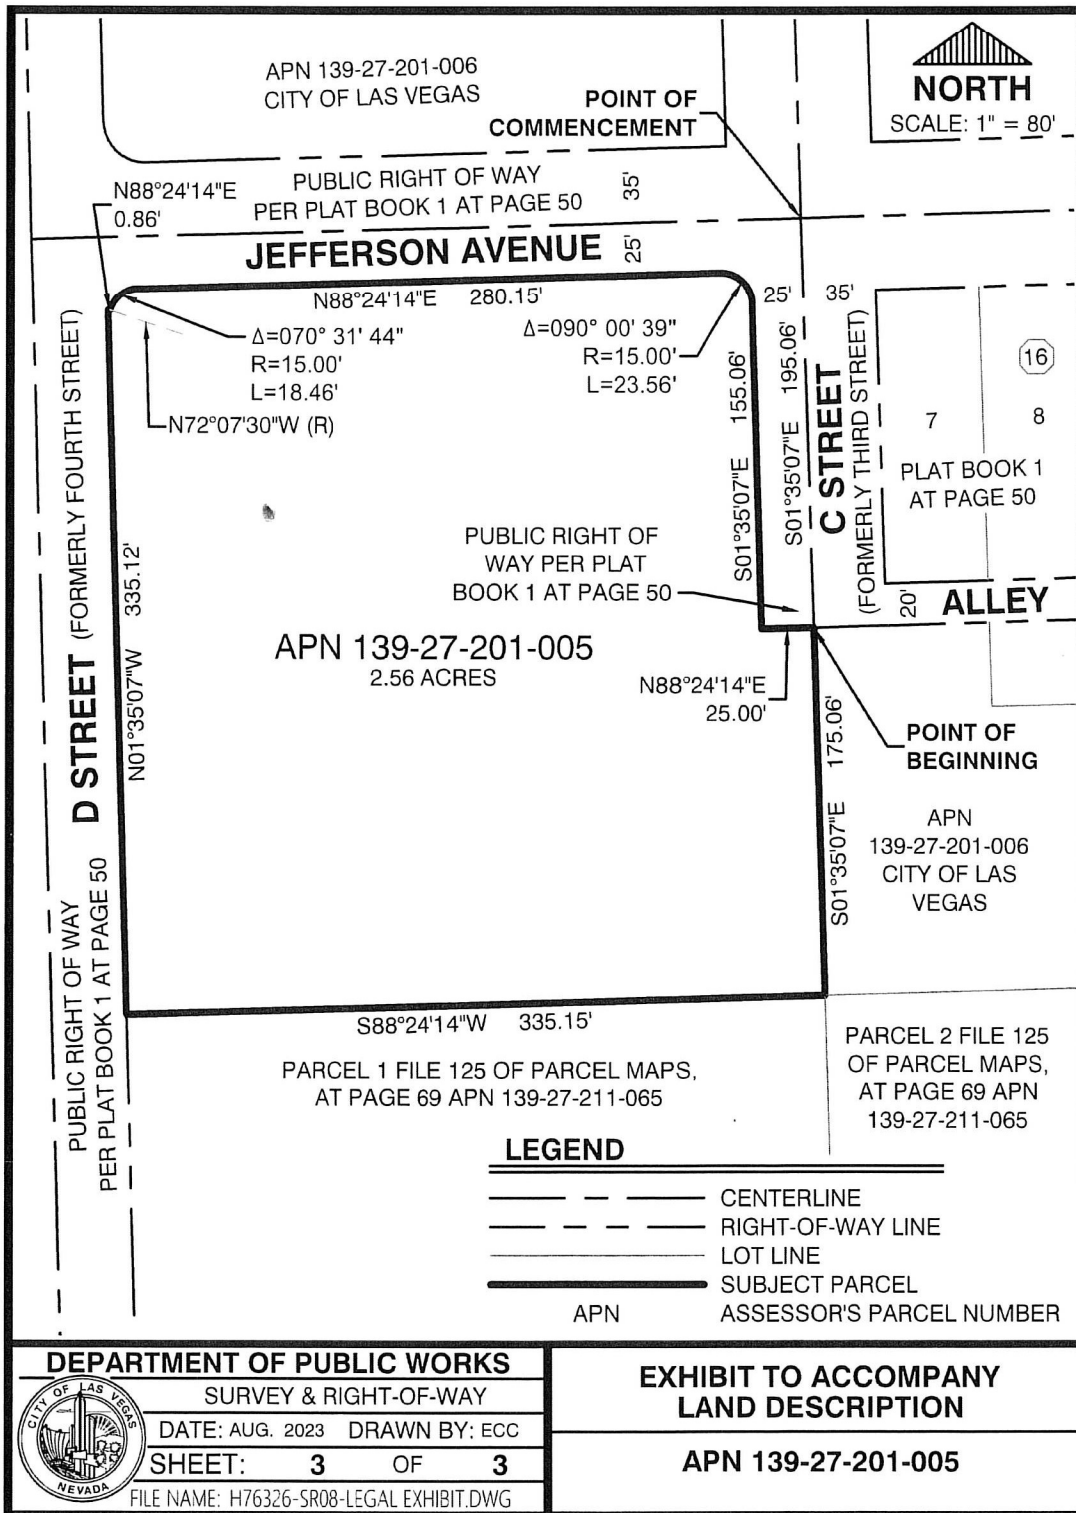 APN 139-27-201-006
CITY OF LAS VEGAS
POINT OF
COMMENCEMENT
NORTH
SCALE: 1" = 80'
N88°24'14"E
0.86'
PUBLIC RIGHT OF WAY
PER PLAT BOOK 1 AT PAGE 50
35'
JEFFERSON AVENUE
25'
N88°24'14"E 280.15'
Δ=070° 31' 44"
R=15.00'
L=18.46'
N72°07'30"W (R)
Δ=090° 00' 39"
R=15.00'
L=23.56'
25'
35'
S01°35'07"E 155.06'
S01°35'07"E 195.06'
C STREET
(FORMERLY THIRD STREET)
16
7
8
PLAT BOOK 1
AT PAGE 50
20'
ALLEY
PUBLIC RIGHT OF
WAY PER PLAT
BOOK 1 AT PAGE 50
APN 139-27-201-005
2.56 ACRES
N88°24'14"E
25.00'
POINT OF
BEGINNING
S01°35'07"E 175.06'
APN
139-27-201-006
CITY OF LAS
VEGAS
D STREET (FORMERLY FOURTH STREET)
N01°35'07"W 335.12'
PUBLIC RIGHT OF WAY
PER PLAT BOOK 1 AT PAGE 50
S88°24'14"W 335.15'
PARCEL 1 FILE 125 OF PARCEL MAPS,
AT PAGE 69 APN 139-27-211-065
PARCEL 2 FILE 125
OF PARCEL MAPS,
AT PAGE 69 APN
139-27-211-065
LEGEND
CENTERLINE
RIGHT-OF-WAY LINE
LOT LINE
SUBJECT PARCEL
APN ASSESSOR'S PARCEL NUMBER
DEPARTMENT OF PUBLIC WORKS
SURVEY & RIGHT-OF-WAY
DATE: AUG. 2023 DRAWN BY: ECC
SHEET: 3 OF 3
FILE NAME: H76326-SR08-LEGAL EXHIBIT.DWG
CITY OF LAS VEGAS
NEVADA
EXHIBIT TO ACCOMPANY
LAND DESCRIPTION
APN 139-27-201-005